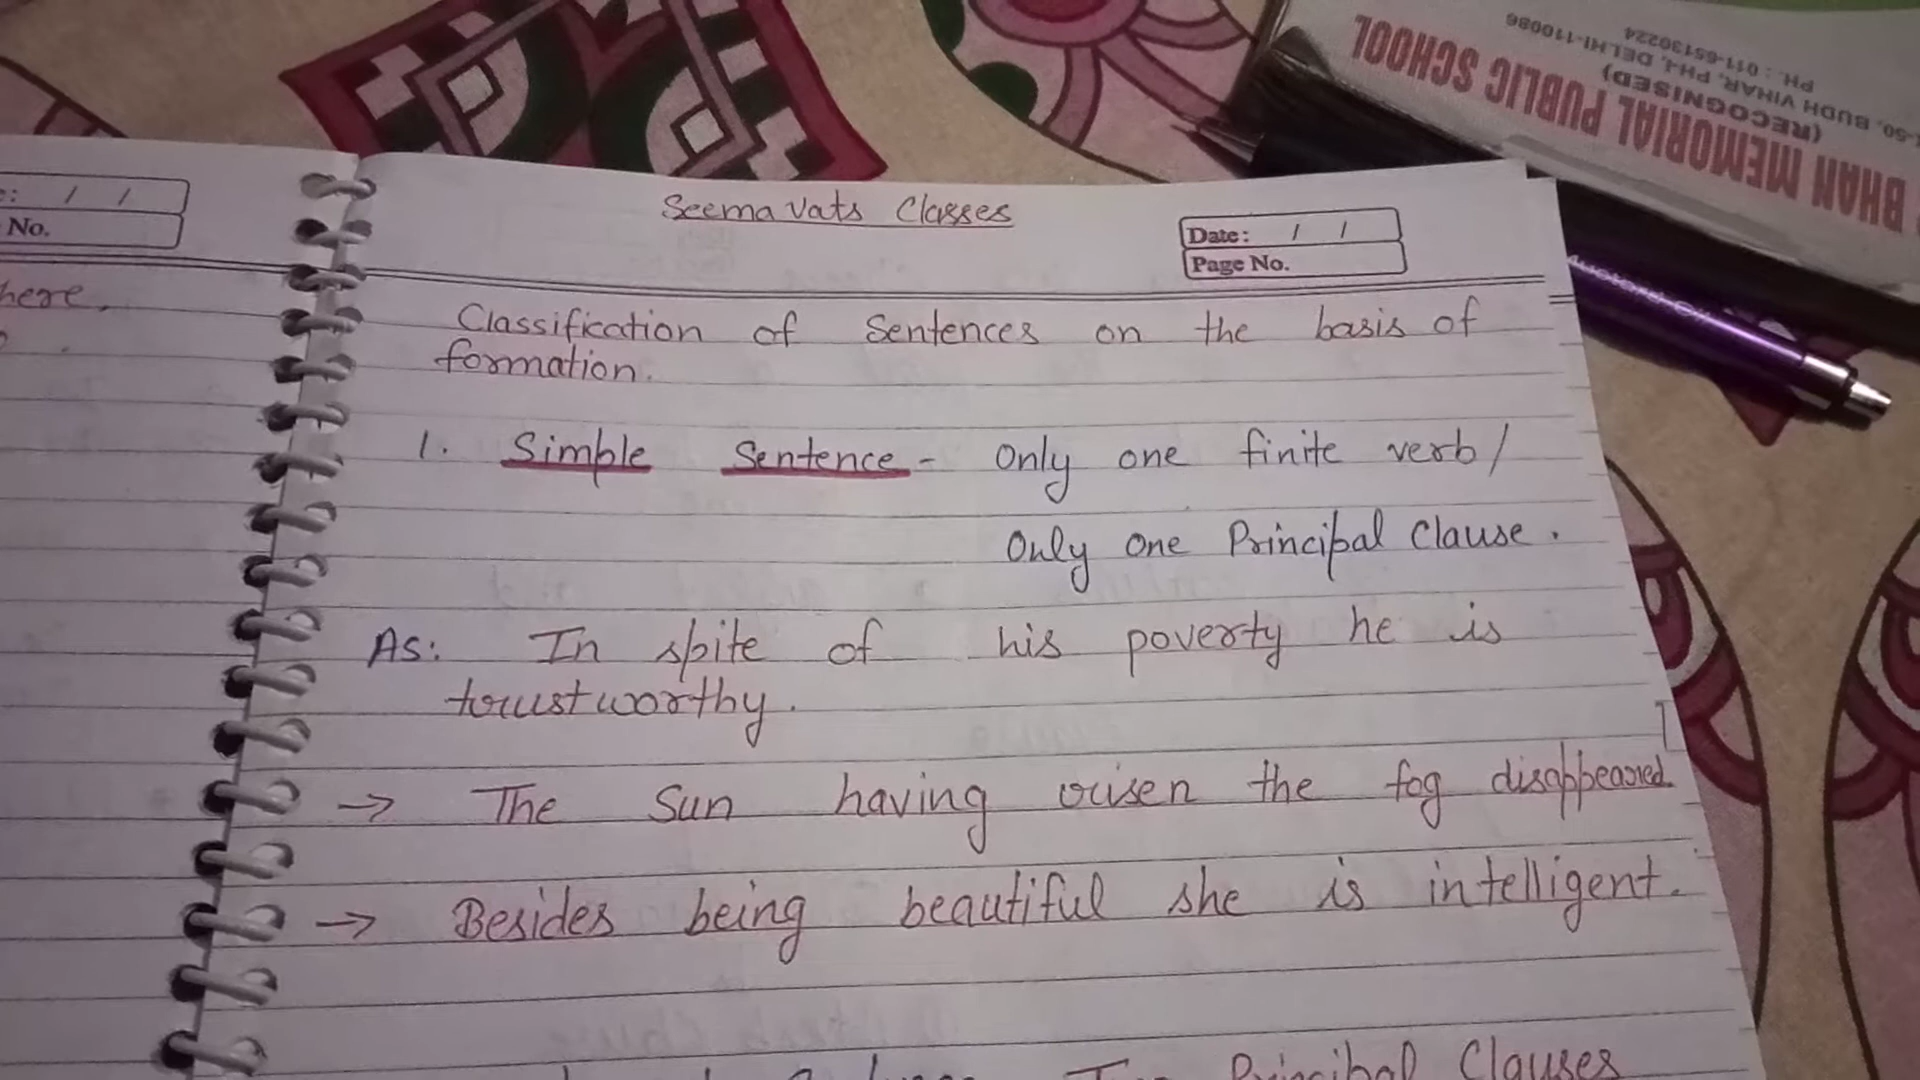 No.
here,
Seema Vats Classes
Date: / /
Page No.
Classification of Sentences on the basis of
formation.
1. Simple Sentence - Only one finite verb/
Only one Principal Clause.
As: In spite of his poverty he is
trustworthy.
→ The Sun having risen the fog disappeared.
→ Besides being beautiful she is intelligent.
Principal Clauses
BHAN MEMORIAL PUBLIC SCHOOL
(RECOGNISED)
BUDH VIHAR, PH-I, DELHI-110086
PH. : 011-65130224